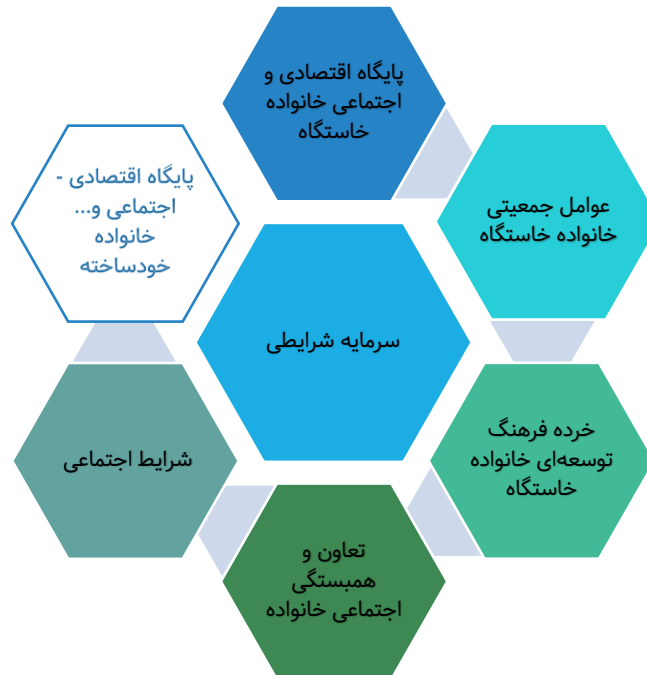 پایگاه اقتصادی و
اجتماعی خانواده
خاستگاه
عوامل جمعیتی
خانواده خاستگاه
خرده فرهنگ
توسعه‌ای خانواده
خاستگاه
تعاون و
همبستگی
اجتماعی خانواده
شرایط اجتماعی
پایگاه اقتصادی -
اجتماعی و...
خانواده
خودساخته
سرمایه شرایطی